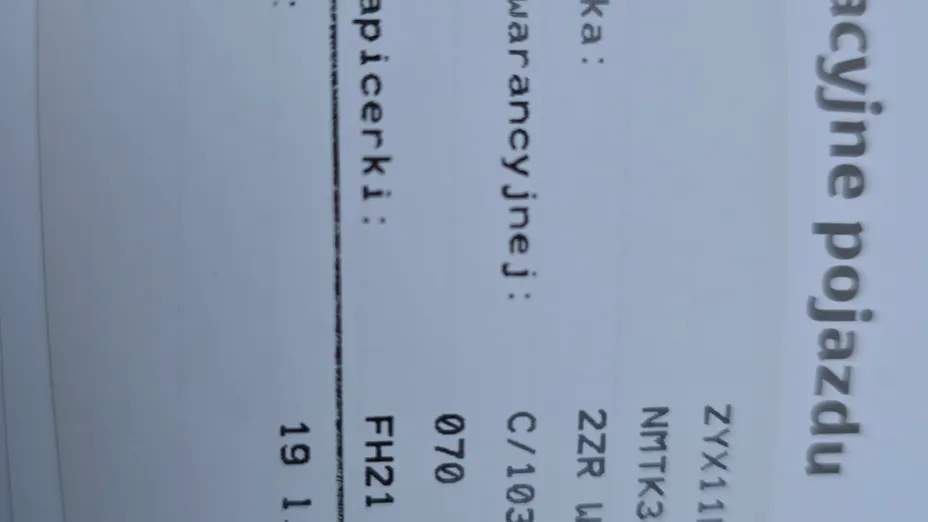 acyjne pojazdu
ZYX11
NMTK3
ka: 2ZR W
warancyjnej: C/103
070
apicerki: FH21
: 19 1